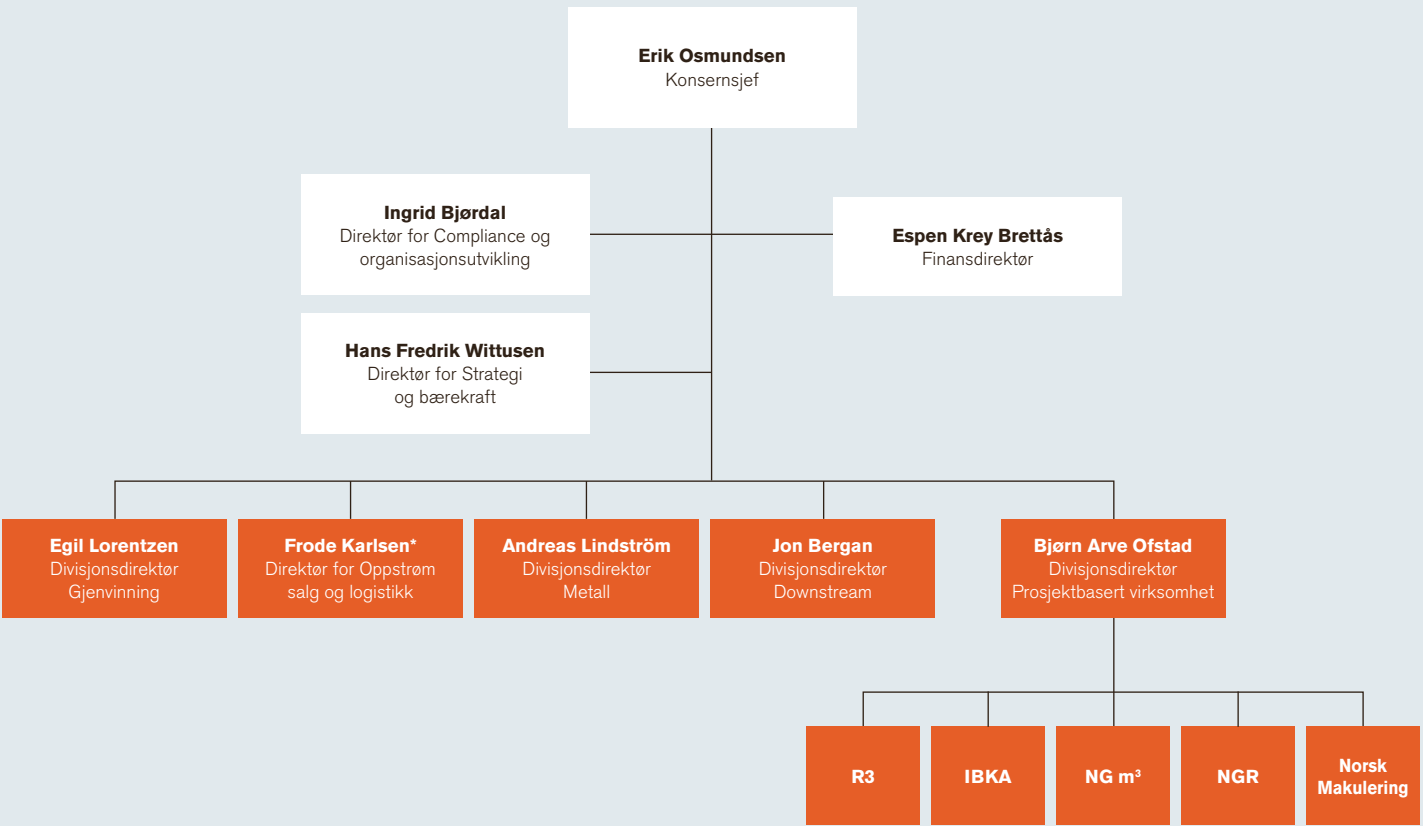 Erik Osmundsen
Konsernsjef
Ingrid Bjørdal
Direktør for Compliance og
organisasjonsutvikling
Espen Krey Brettås
Finansdirektør
Hans Fredrik Wittusen
Direktør for Strategi
og bærekraft
Egil Lorentzen
Divisjonsdirektør
Gjenvinning
Frode Karlsen*
Direktør for Oppstrøm
salg og logistikk
Andreas Lindström
Divisjonsdirektør
Metall
Jon Bergan
Divisjonsdirektør
Downstream
Bjørn Arve Ofstad
Divisjonsdirektør
Prosjektbasert virksomhet
R3
IBKA
NG m³
NGR
Norsk
Makulering